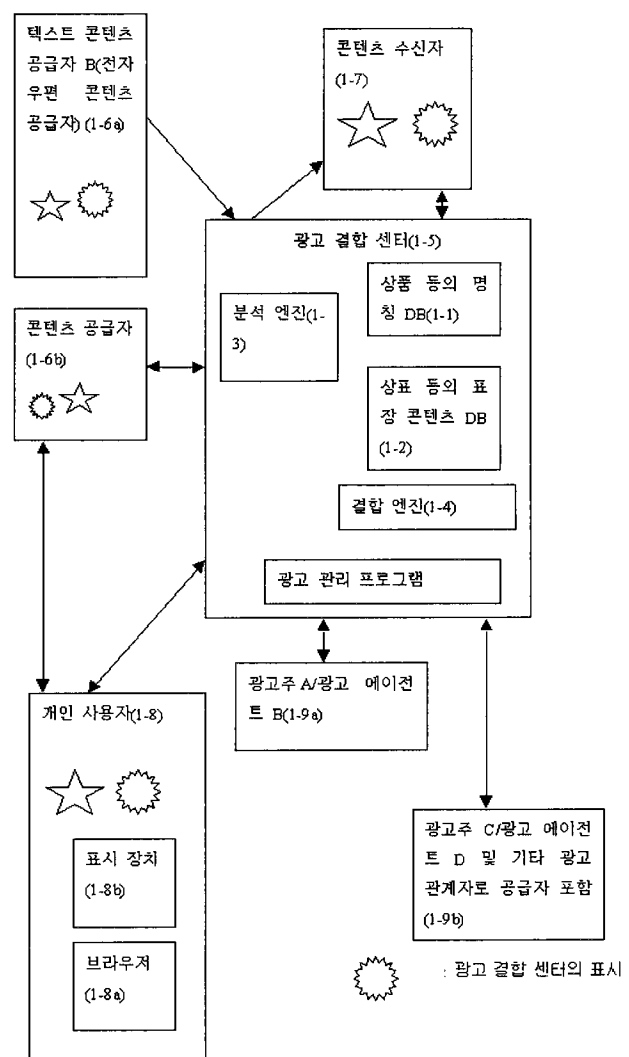 텍스트 콘텐츠
공급자 B(전자
우편 콘텐츠
공급자) (1-6a)
콘텐츠 수신자
(1-7)
광고 결합 센터(1-5)
분석 엔진(1-
3)
상품 등의 명
칭 DB(1-1)
콘텐츠 공급자
(1-6b)
상표 등의 표
장 콘텐츠 DB
(1-2)
결합 엔진(1-4)
광고 관리 프로그램
광고주 A/광고 에이전
트 B(1-9a)
개인 사용자(1-8)
표시 장치
(1-8b)
브라우저
(1-8a)
광고주 C/광고 에이전
트 D 및 기타 광고
관계자로 공급자 포함
(1-9b)
: 광고 결합 센터의 표시